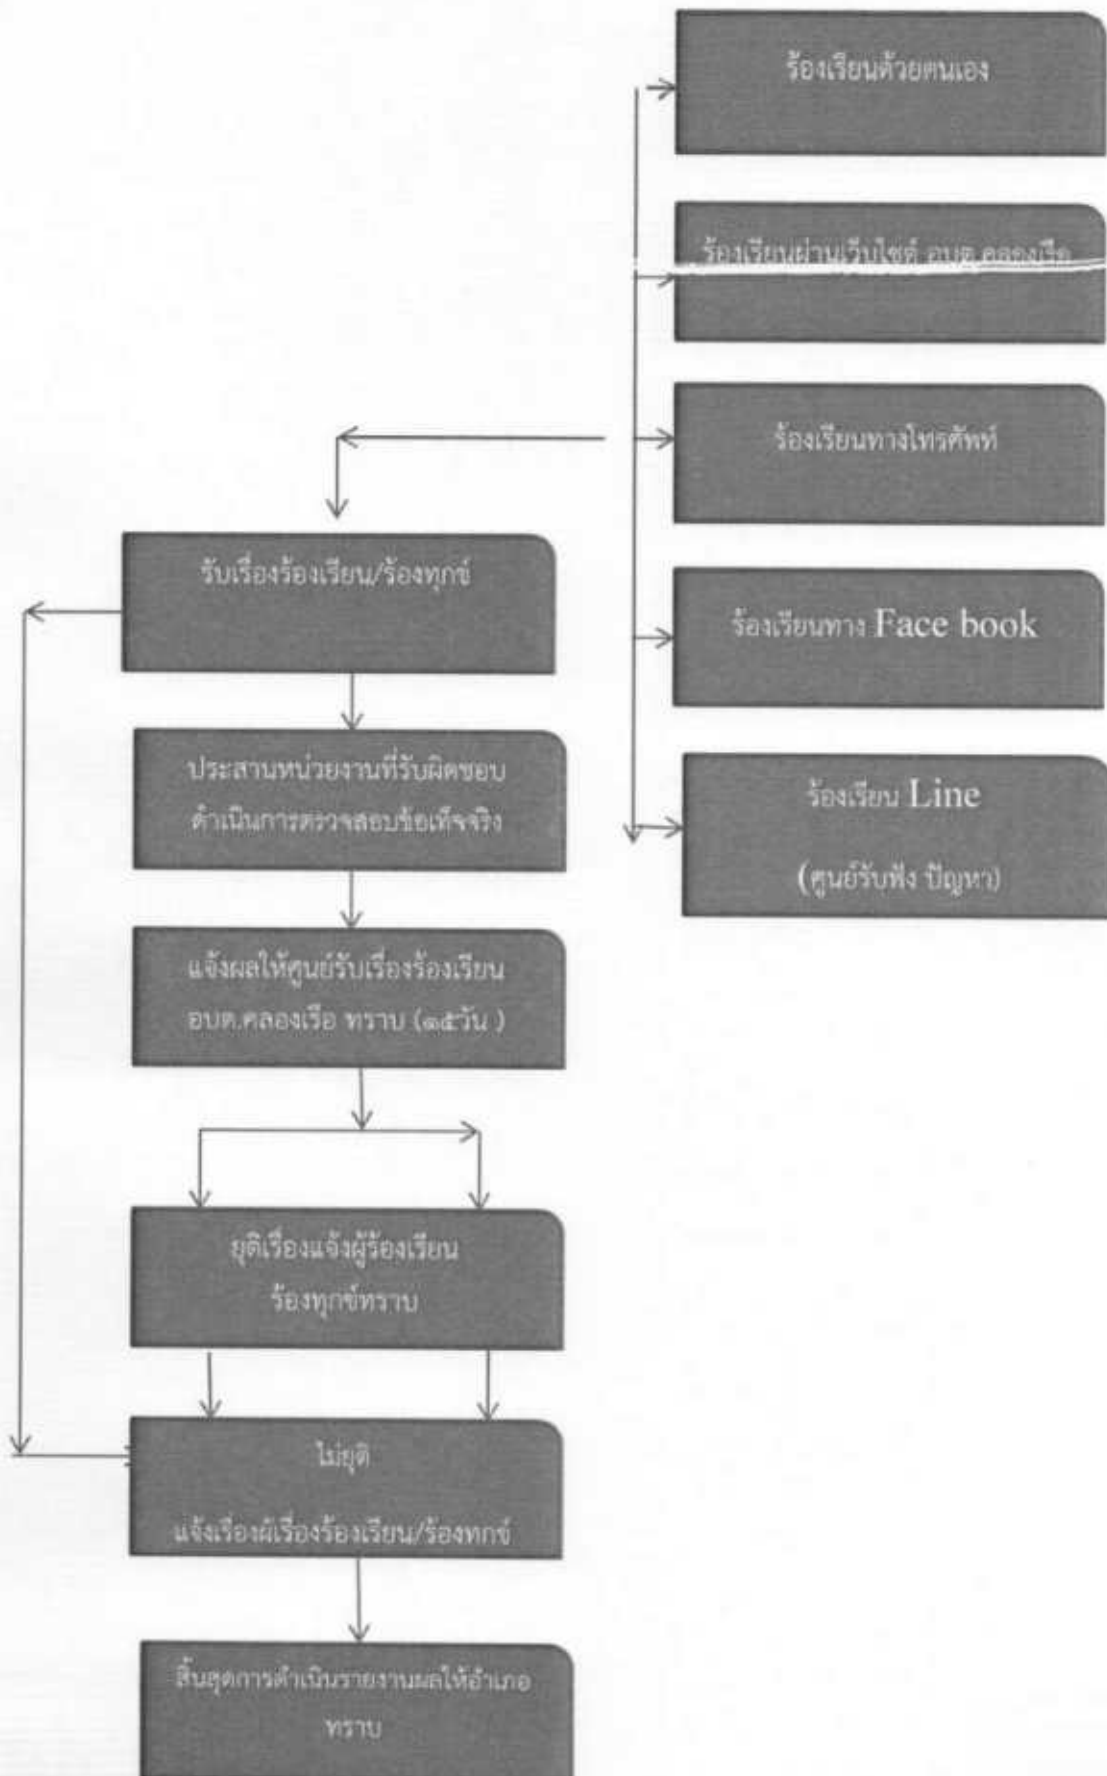 ร้องเรียนด้วยตนเอง
ร้องเรียนผ่านเว็บไซต์ อบต.คลองเรือ
ร้องเรียนทางโทรศัพท์
ร้องเรียนทาง Face book
ร้องเรียน Line
(ศูนย์รับฟัง ปัญหา)
รับเรื่องร้องเรียน/ร้องทุกข์
ประสานหน่วยงานที่รับผิดชอบ
ดำเนินการตรวจสอบข้อเท็จจริง
แจ้งผลให้ศูนย์รับเรื่องร้องเรียน
อบต.คลองเรือ ทราบ (๑๕วัน )
ยุติเรื่องแจ้งผู้ร้องเรียน
ร้องทุกข์ทราบ
ไม่ยุติ
แจ้งเรื่องผู้เรื่องร้องเรียน/ร้องทุกข์
สิ้นสุดการดำเนินรายงานผลให้อำเภอ
ทราบ